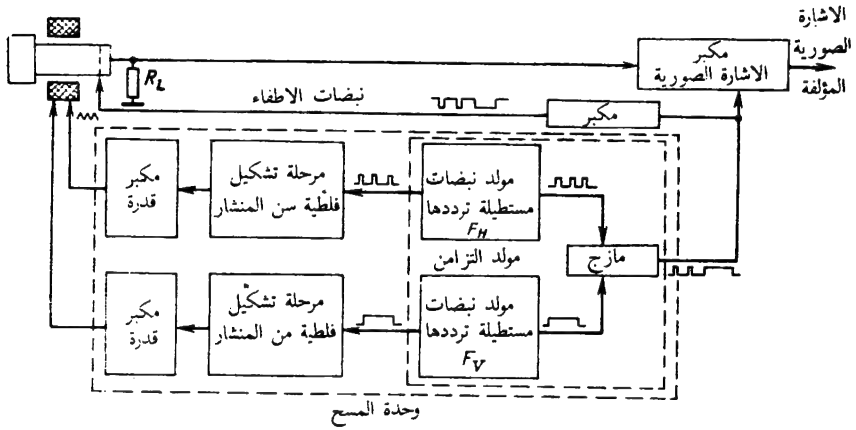 الاشارة
الصورية
المؤلفة
مكبر
الاشارة الصورية
R_L
نبضات الاطفاء
مكبر
مولد نبضات
مستطيلة ترددها
F_H
مرحلة تشكيل
فلطية سن المنشار
مكبر
قدرة
مازج
مولد التزامن
مولد نبضات
مستطيلة ترددها
F_V
مرحلة تشكيل
فلطية من المنشار
مكبر
قدرة
وحدة المسح